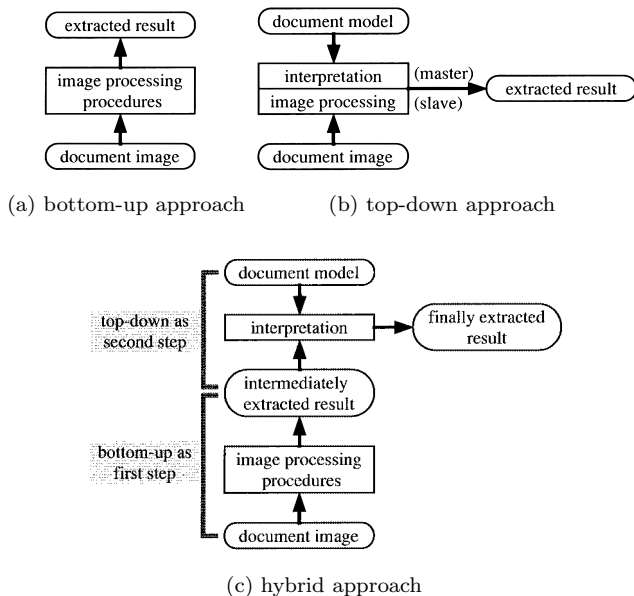 extracted result
image processing
procedures
document image
(a) bottom-up approach
document model
interpretation
(master)
image processing
(slave)
extracted result
document image
(b) top-down approach
document model
top-down as
second step
interpretation
finally extracted
result
intermediately
extracted result
bottom-up as
first step
image processing
procedures
document image
(c) hybrid approach